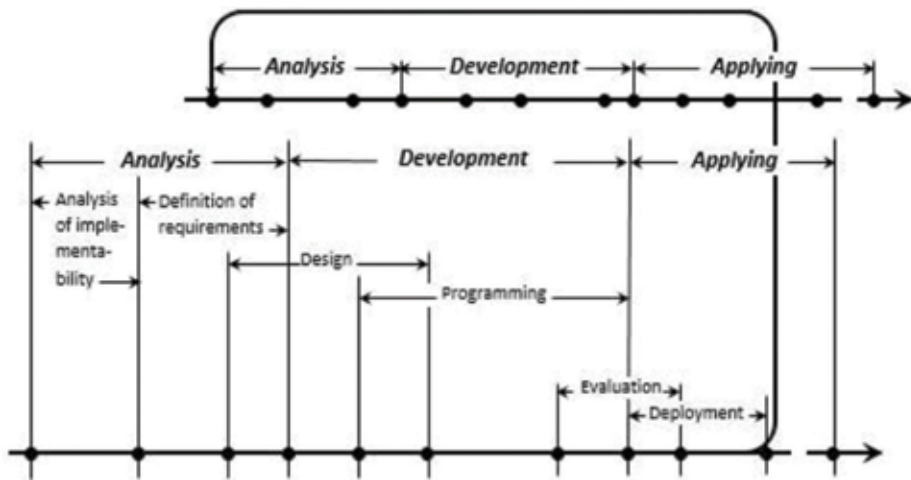 Analysis Development Applying
Analysis Development Applying
Analysis
of imple-
menta-
bility
Definition of
requirements
Design
Programming
Evaluation
Deployment